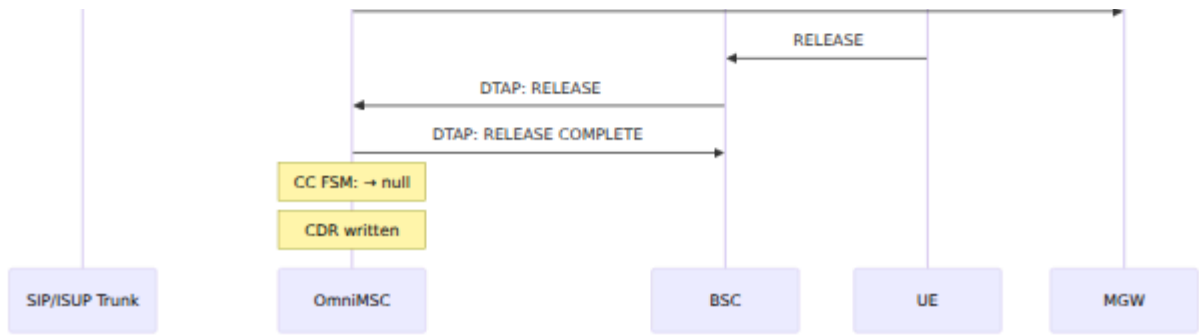 RELEASE
DTAP: RELEASE
DTAP: RELEASE COMPLETE
CC FSM: → null
CDR written
SIP/ISUP Trunk
OmniMSC
BSC
UE
MGW